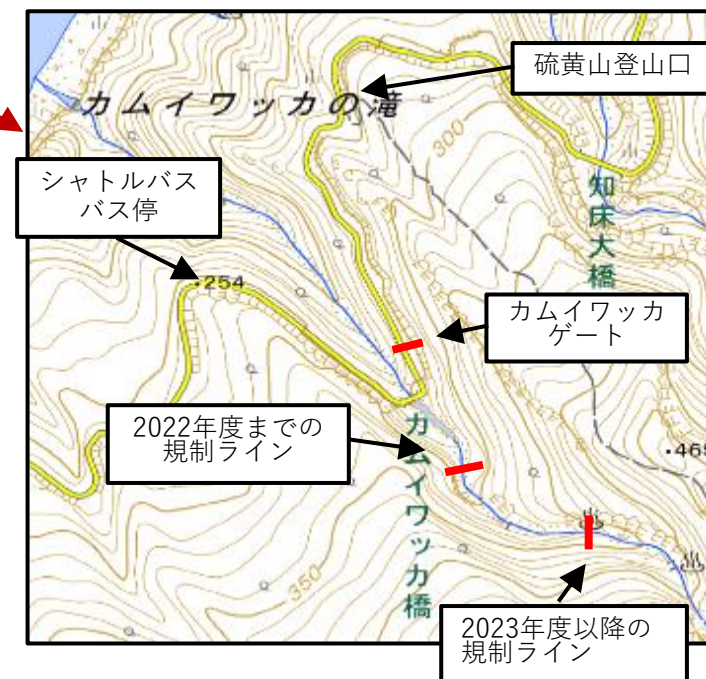 硫黄山登山口
カムイワッカの滝
300
シャトルバス
バス停
知床大橋
・254
カムイワッカ
ゲート
2022年度までの
規制ライン
カムイワッカ橋
・465
350
2023年度以降の
規制ライン